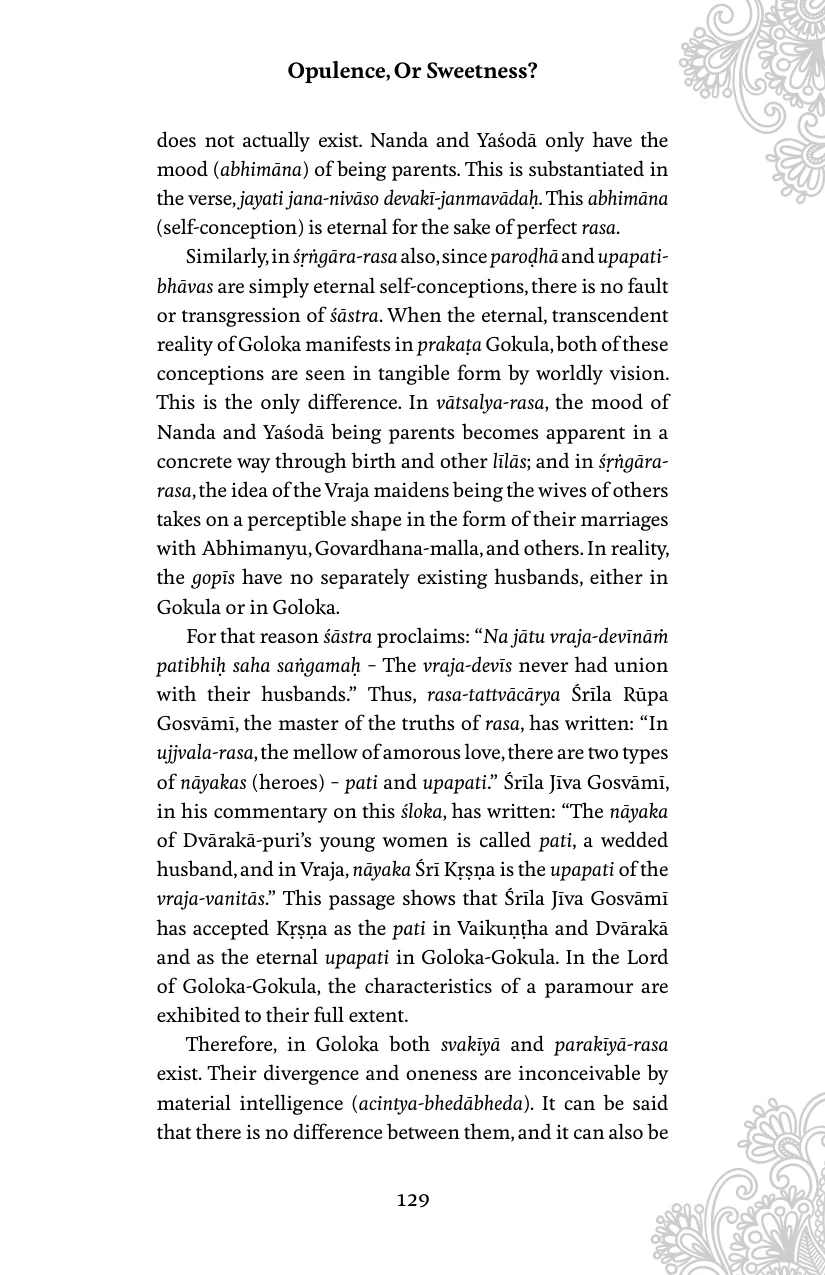 Opulence, Or Sweetness?
does not actually exist. Nanda and Yaśodā only have the
mood (abhimāna) of being parents. This is substantiated in
the verse, jayati jana-nivāso devakī-janmavādaḥ. This abhimāna
(self-conception) is eternal for the sake of perfect rasa.
Similarly, in śṛṅgāra-rasa also, since paroḍhā and upapati-
bhāvas are simply eternal self-conceptions, there is no fault
or transgression of śāstra. When the eternal, transcendent
reality of Goloka manifests in prakaṭa Gokula, both of these
conceptions are seen in tangible form by worldly vision.
This is the only difference. In vātsalya-rasa, the mood of
Nanda and Yaśodā being parents becomes apparent in a
concrete way through birth and other līlās; and in śṛṅgāra-
rasa, the idea of the Vraja maidens being the wives of others
takes on a perceptible shape in the form of their marriages
with Abhimanyu, Govardhana-malla, and others. In reality,
the gopīs have no separately existing husbands, either in
Gokula or in Goloka.
For that reason śāstra proclaims: “Na jātu vraja-devīnāṁ
patibhiḥ saha saṅgamaḥ – The vraja-devīs never had union
with their husbands.” Thus, rasa-tattvācārya Śrīla Rūpa
Gosvāmī, the master of the truths of rasa, has written: “In
ujjvala-rasa, the mellow of amorous love, there are two types
of nāyakas (heroes) – pati and upapati.” Śrīla Jīva Gosvāmī,
in his commentary on this śloka, has written: “The nāyaka
of Dvārakā-puri’s young women is called pati, a wedded
husband, and in Vraja, nāyaka Śrī Kṛṣṇa is the upapati of the
vraja-vanitās.” This passage shows that Śrīla Jīva Gosvāmī
has accepted Kṛṣṇa as the pati in Vaikuṇṭha and Dvārakā
and as the eternal upapati in Goloka-Gokula. In the Lord
of Goloka-Gokula, the characteristics of a paramour are
exhibited to their full extent.
Therefore, in Goloka both svakīyā and parakīyā-rasa
exist. Their divergence and oneness are inconceivable by
material intelligence (acintya-bhedābheda). It can be said
that there is no difference between them, and it can also be
129